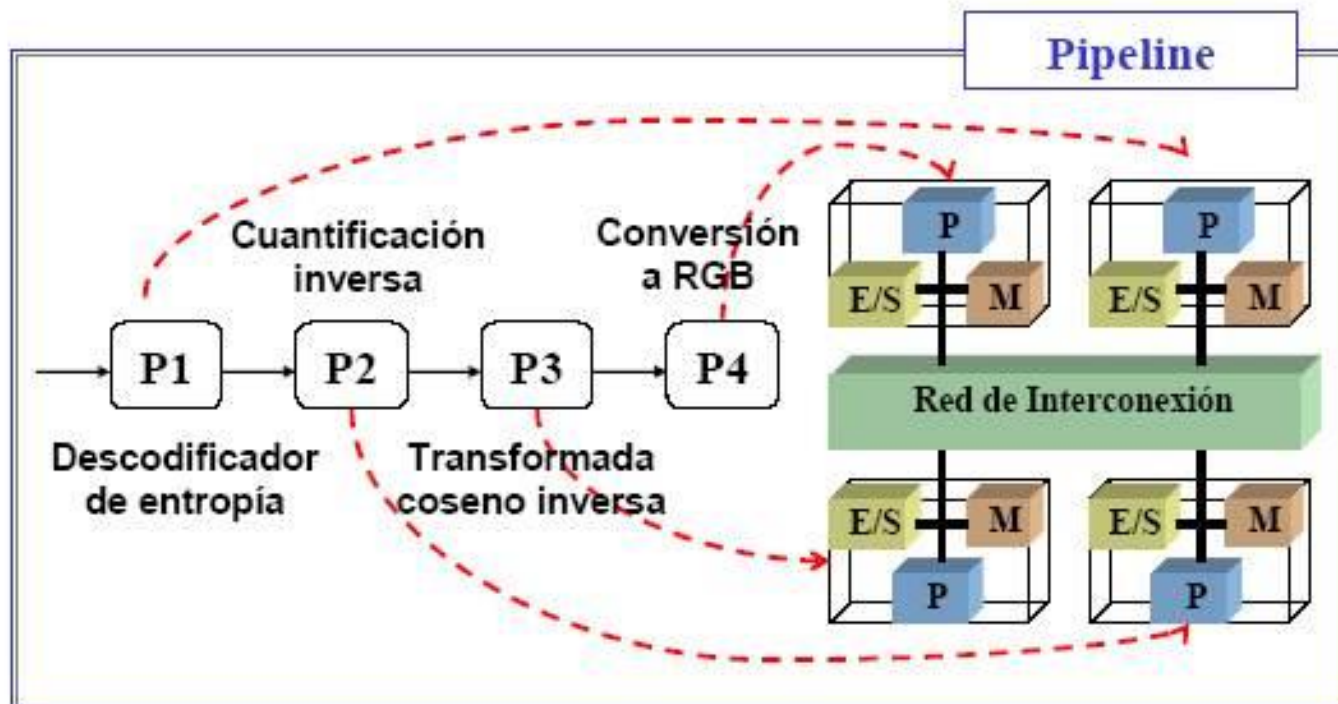 Pipeline
Cuantificación
inversa
Conversión
a RGB
P1
P2
P3
P4
Descodificador
de entropía
Transformada
coseno inversa
P
E/S
M
P
E/S
M
Red de Interconexión
E/S
M
P
E/S
M
P